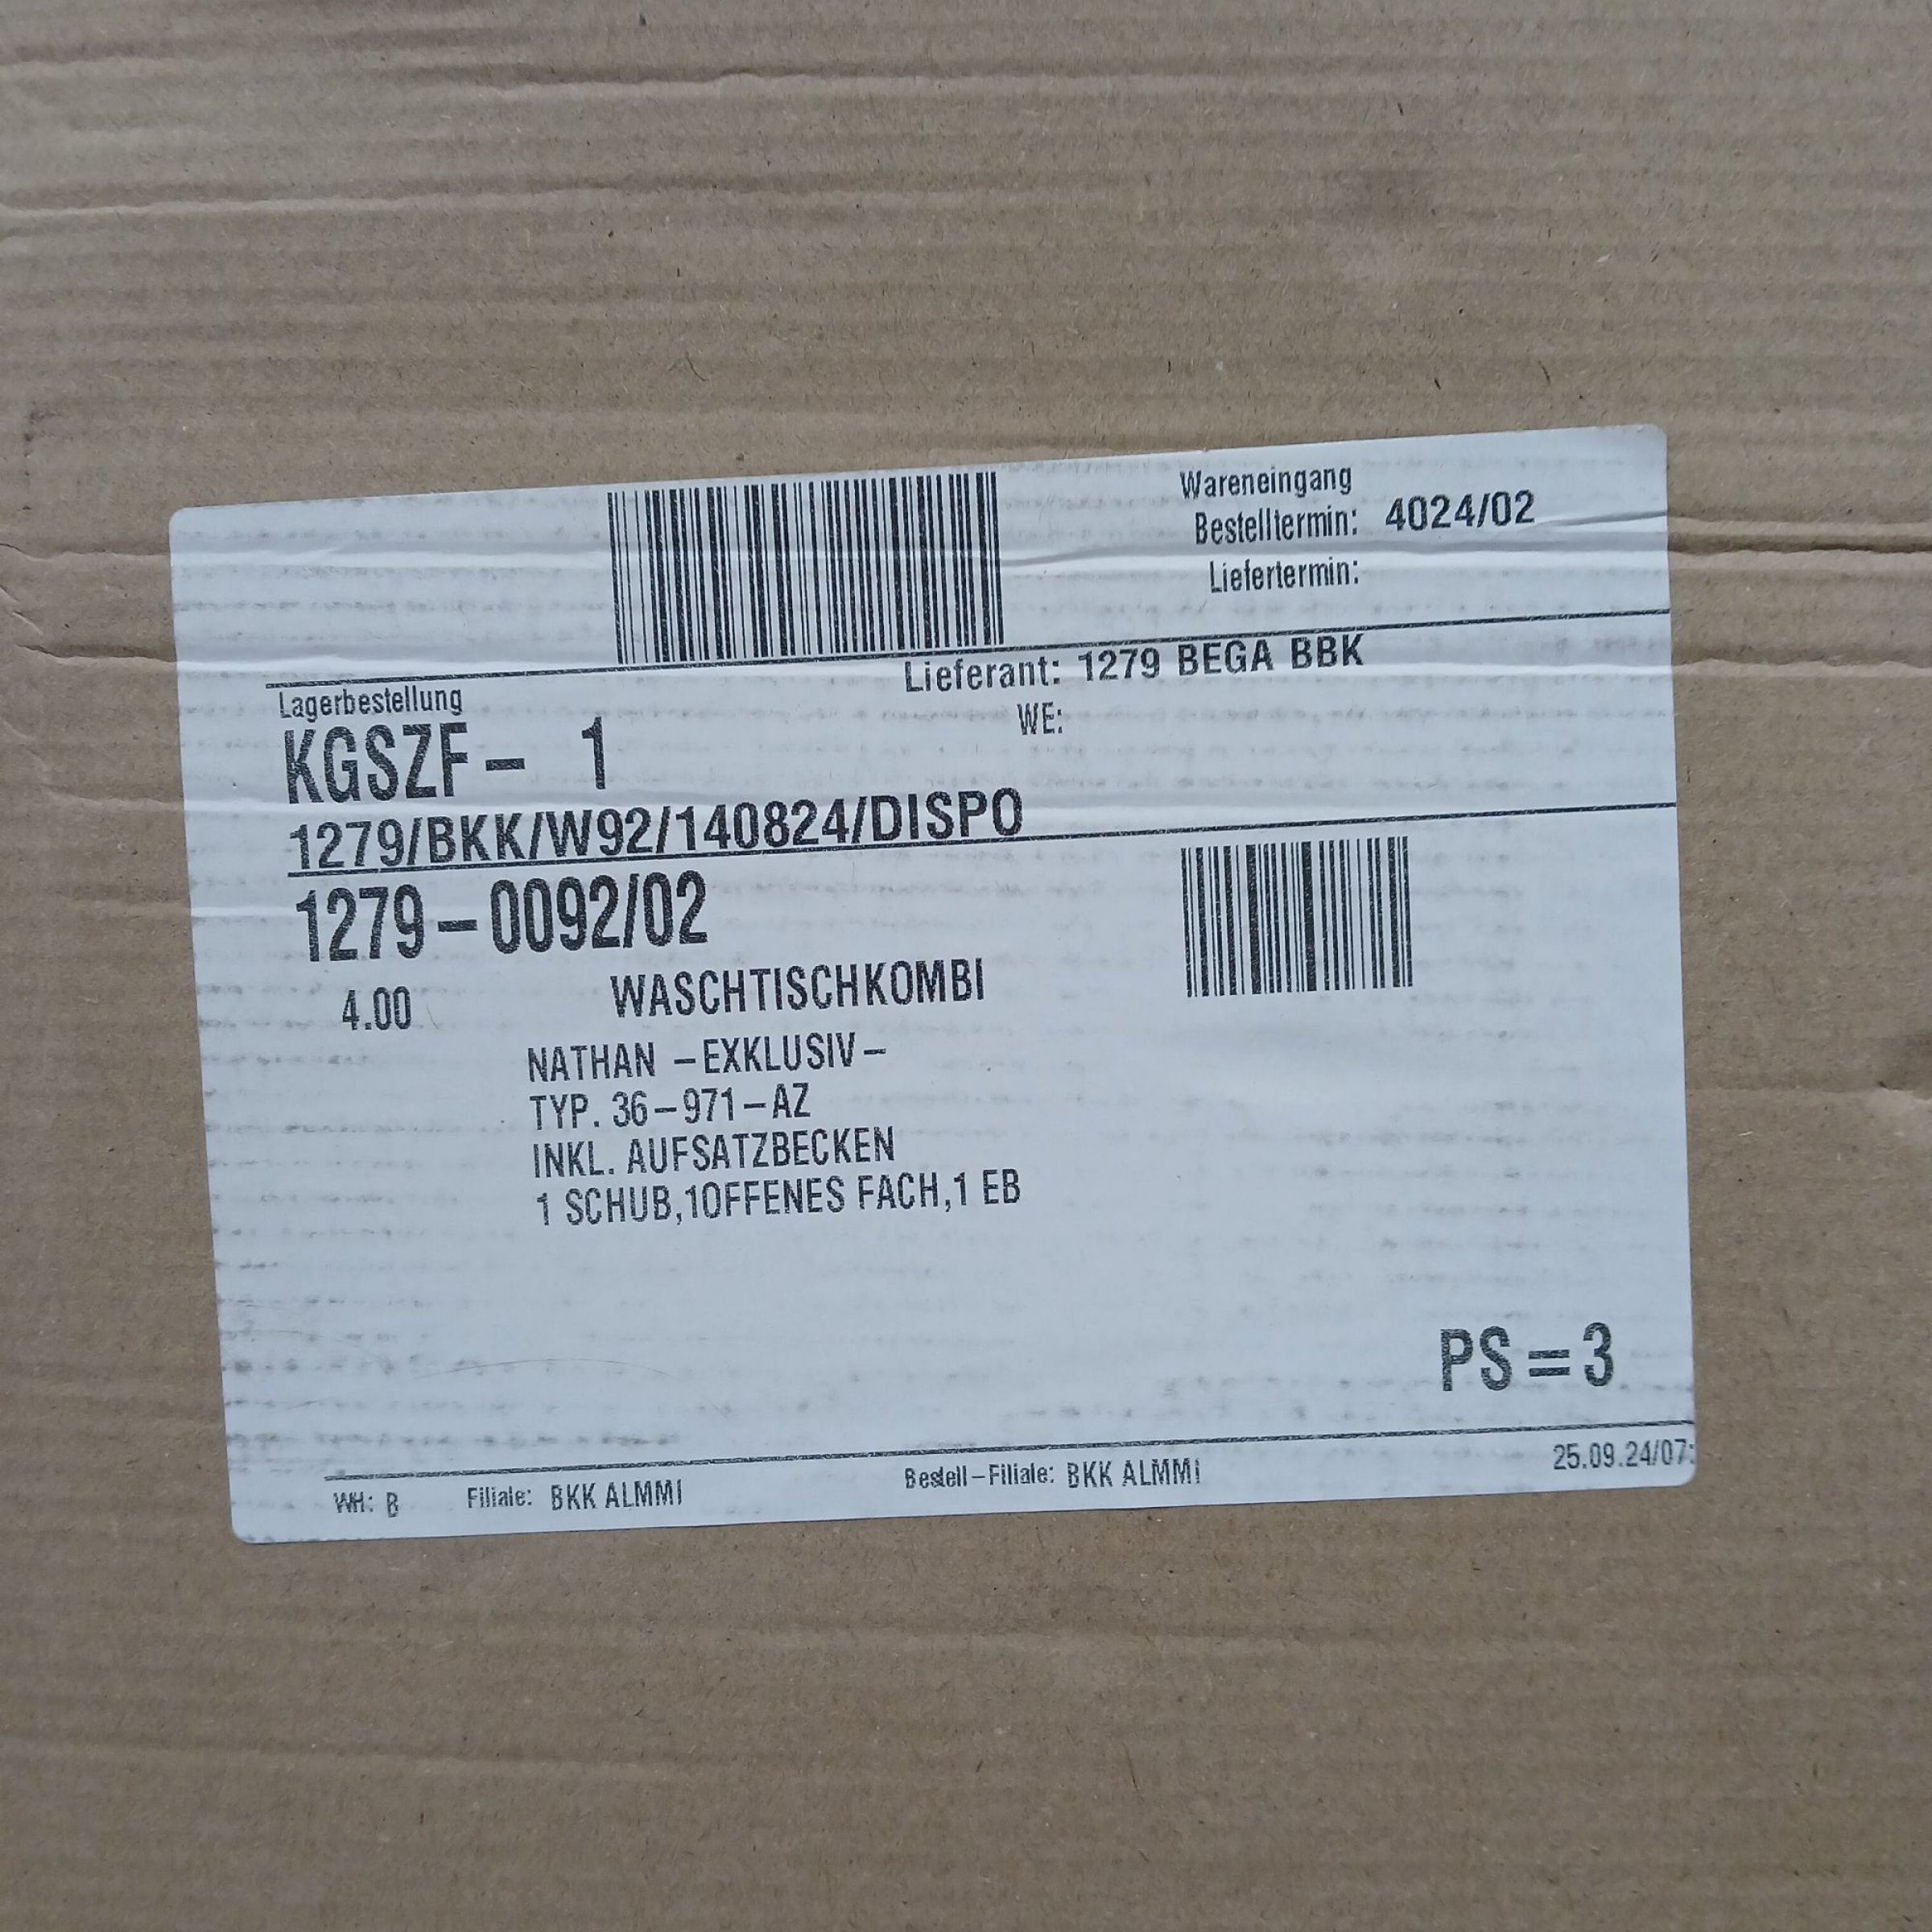 Wareneingang
Bestelltermin: 4024/02
Liefertermin:
Lieferant: 1279 BEGA BBK
Lagerbestellung
WE:
KGSZF- 1
1279/BKK/W92/140824/DISPO
1279-0092/02
4.00 WASCHTISCHKOMBI
NATHAN -EXKLUSIV-
TYP. 36-971-AZ
INKL. AUFSATZBECKEN
1 SCHUB,1OFFENES FACH,1 EB
PS=3
25.09.24/07:
WH: B Filiale: BKK ALMMI Bestell-Filiale: BKK ALMMI